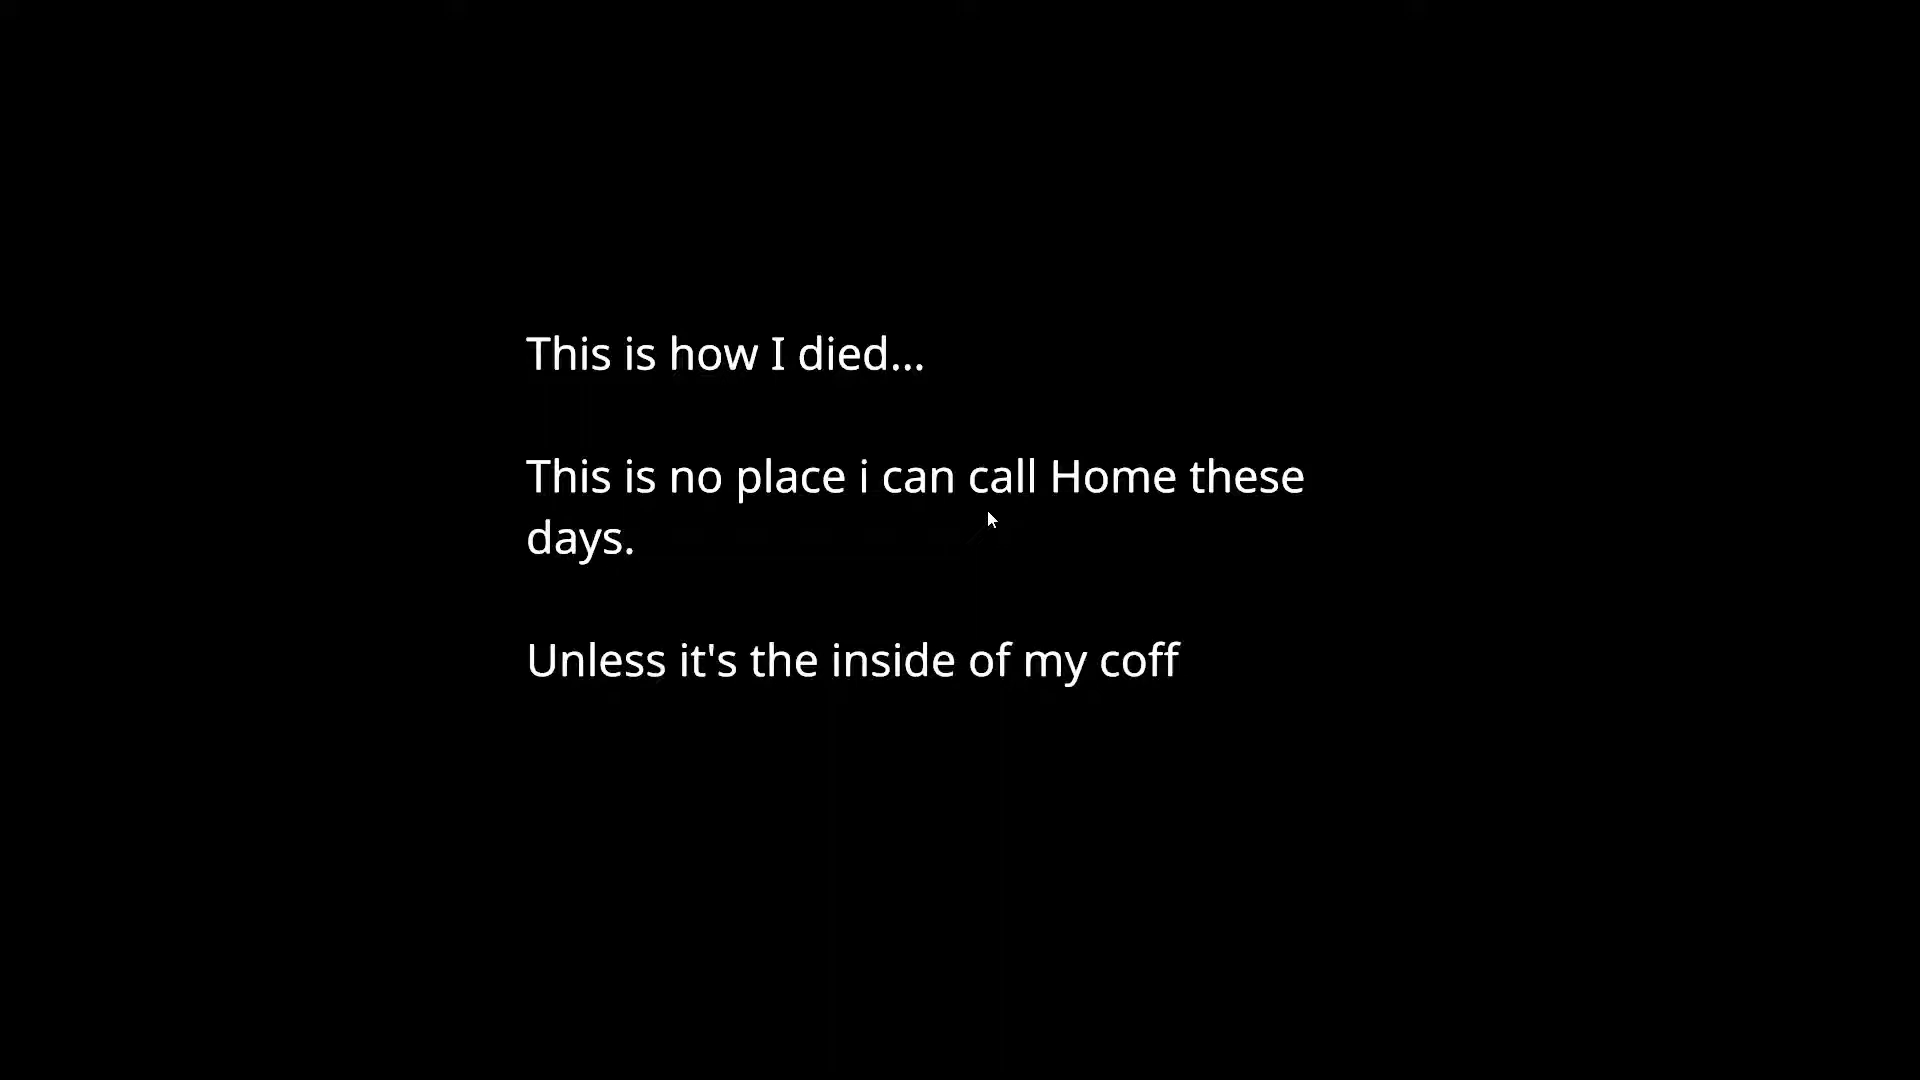 This is how I died...
This is no place i can call Home these
days.
Unless it's the inside of my coff